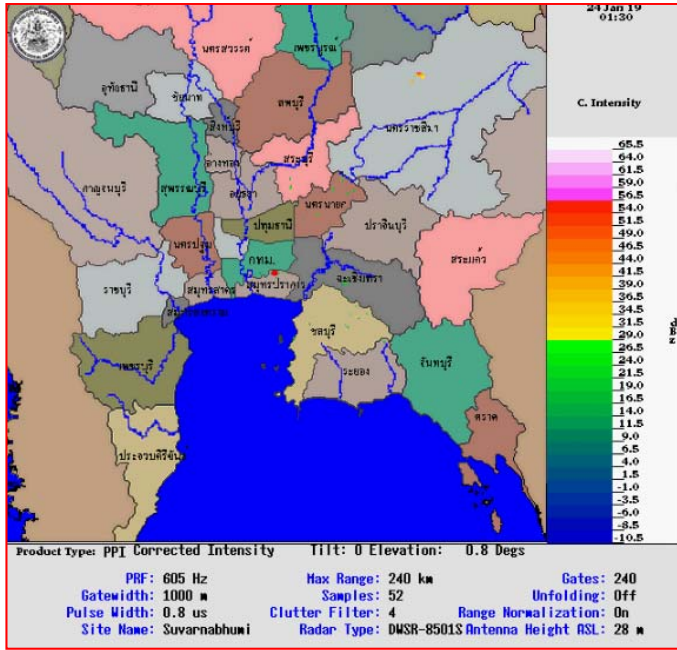 24 Jan 19
01:30
C. Intensity
นครสวรรค์
เพชรบูรณ์
อุทัยธานี
ชัยนาท
ลพบุรี
นครราชสีมา
สิงหบุรี
อ่างทอง
สระบุรี
กาญจนบุรี
สุพรรณบุรี
อยุธยา
นครนายก
ปราจีนบุรี
ปทุมธานี
นครปฐม
กทม.
สระแก้ว
ราชบุรี
สมุทรสาคร
สมุทรปราการ
ฉะเชิงเทรา
ชลบุรี
เพชรบุรี
ระยอง
จันทบุรี
ตราด
ประจวบคีรีขัน
65.5
64.0
61.5
59.0
56.5
54.0
51.5
49.0
46.5
44.0
41.5
39.0
36.5
34.0
31.5
29.0
26.5
24.0
21.5
19.0
16.5
14.0
11.5
9.0
6.5
4.0
1.5
-1.0
-3.5
-6.0
-8.5
-10.5
Product Type: PPI Corrected Intensity Tilt: 0 Elevation: 0.8 Degs
PRF: 605 Hz Max Range: 240 km Gates: 240
Gatewidth: 1000 m Samples: 52 Unfolding: Off
Pulse Width: 0.8 us Clutter Filter: 4 Range Normalization: On
Site Name: Suvarnabhumi Radar Type: DWSR-8501S Antenna Height ASL: 28 m